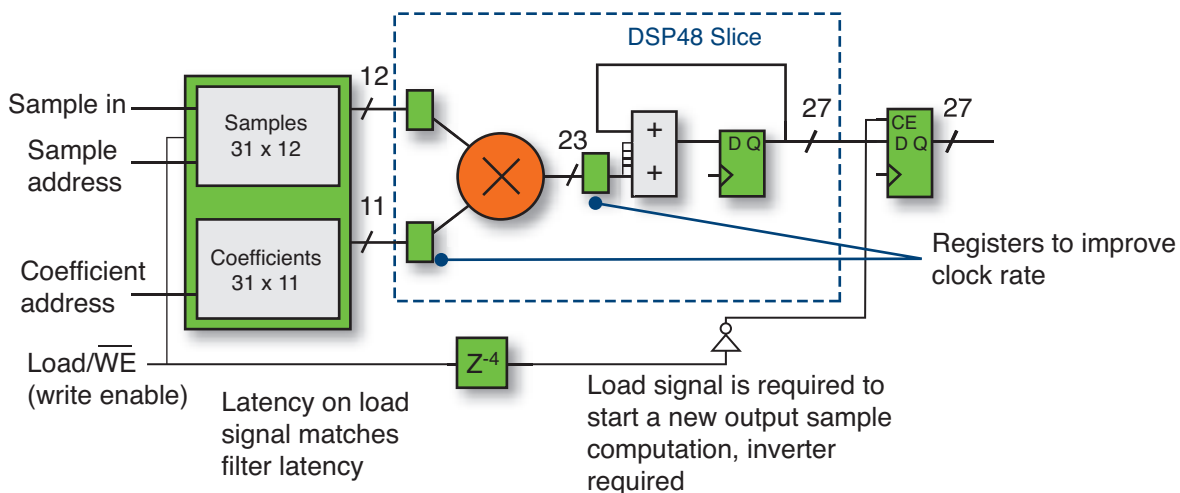 DSP48 Slice
Sample in
Sample
address
Coefficient
address
Load/WE
(write enable)
Samples
31 x 12
Coefficients
31 x 11
12
11
23
+
+
D Q
27
CE
D Q
27
Registers to improve
clock rate
Z-4
Latency on load
signal matches
filter latency
Load signal is required to
start a new output sample
computation, inverter
required